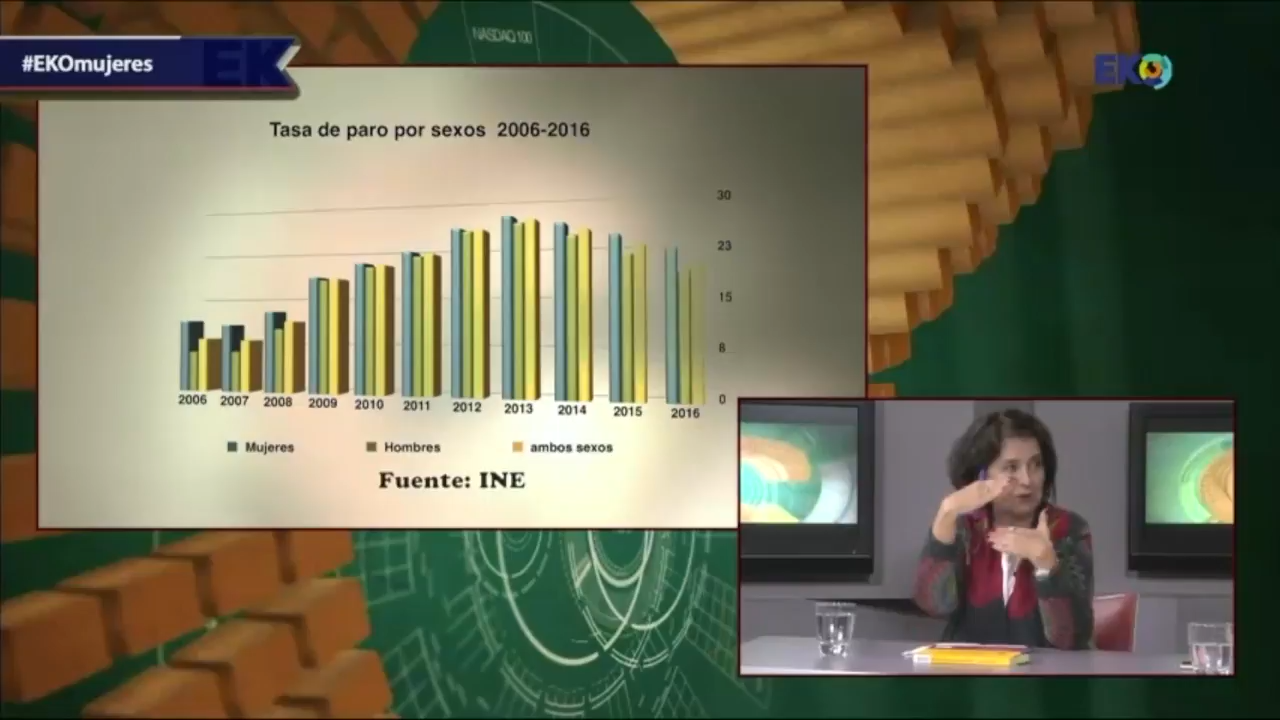 NASDAQ 100
#EKOmujeres
EK
EKO
Tasa de paro por sexos 2006-2016
30
23
15
8
0
2006 2007 2008 2009 2010 2011 2012 2013 2014 2015 2016
Mujeres Hombres ambos sexos
Fuente: INE